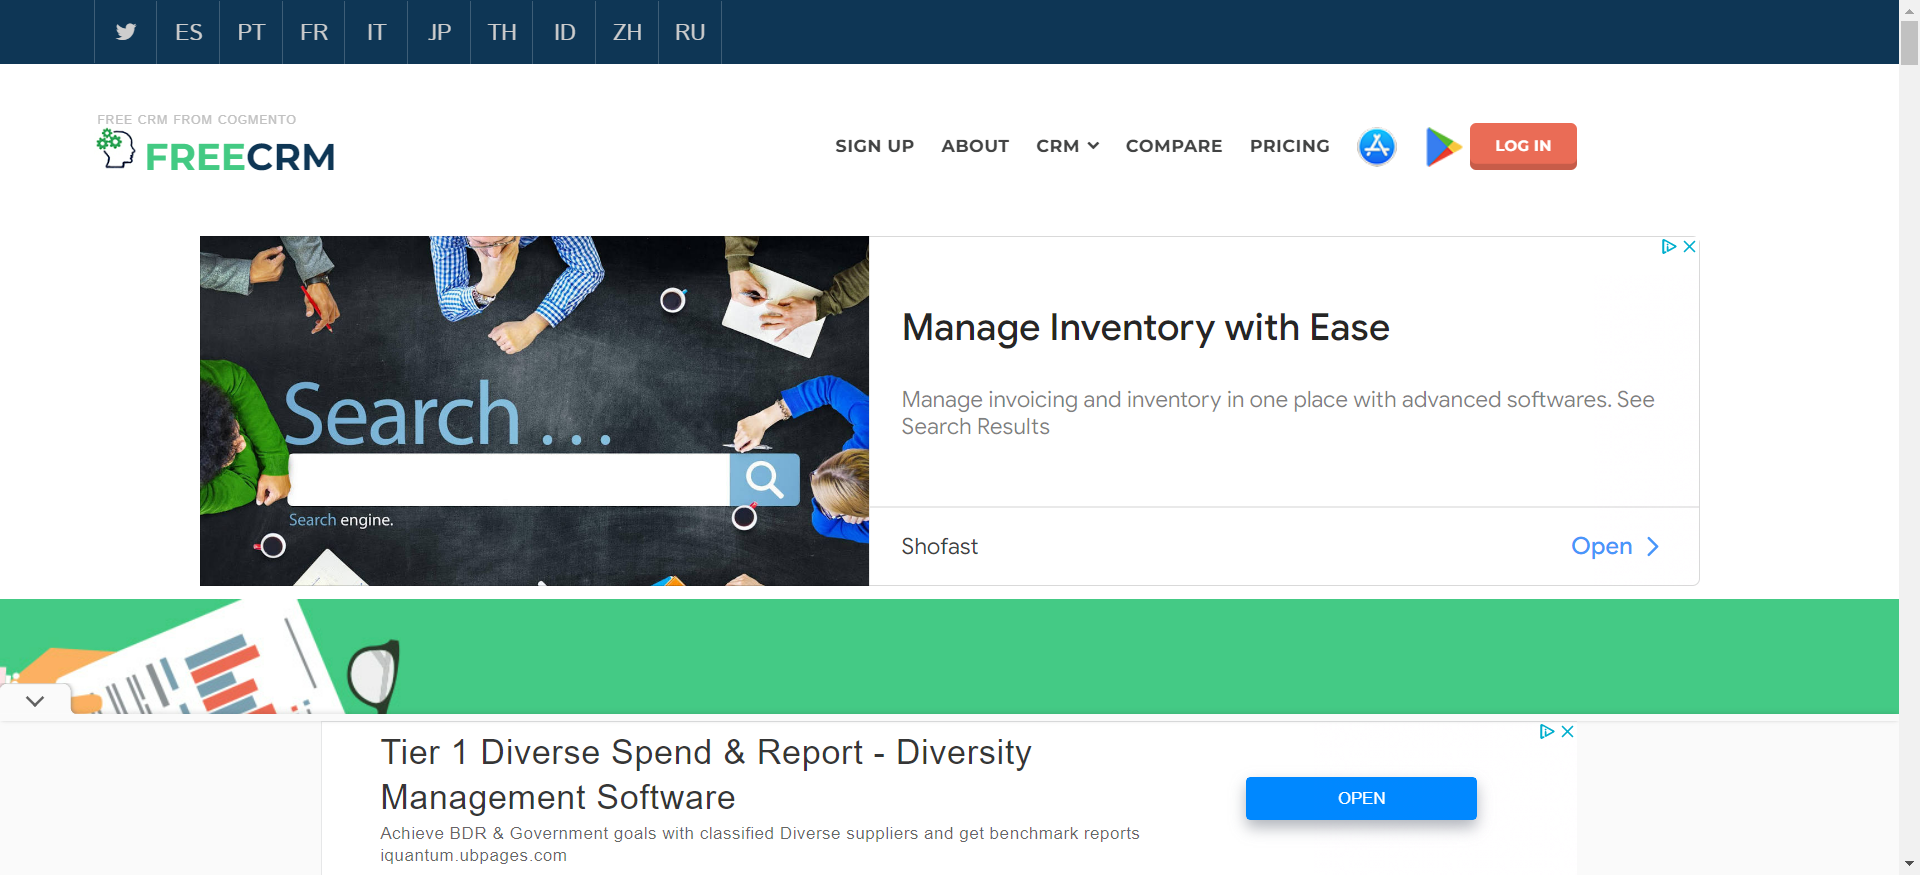 ES PT FR IT JP TH ID ZH RU
FREE CRM FROM COGMENTO
FREECRM
SIGN UP ABOUT CRM COMPARE PRICING LOG IN
Search ...
Search engine.
Manage Inventory with Ease
Manage invoicing and inventory in one place with advanced softwares. See
Search Results
Shofast
Open
Tier 1 Diverse Spend & Report - Diversity
Management Software
Achieve BDR & Government goals with classified Diverse suppliers and get benchmark reports
iquantum.ubpages.com
OPEN